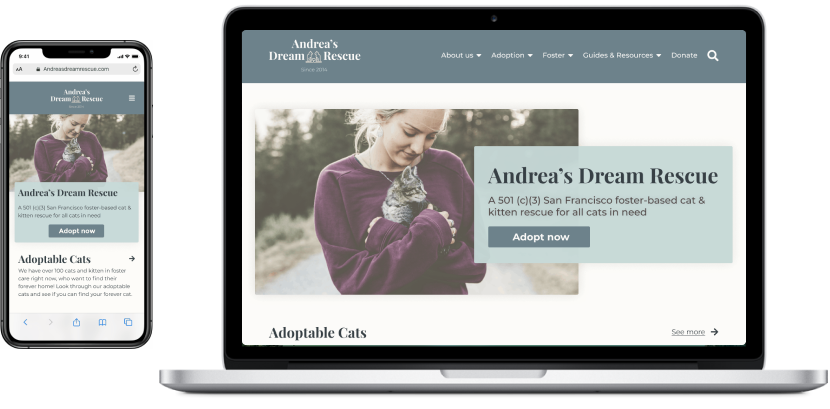 9:41
AA Andreasdreamrescue.com
Andrea's
Dream Rescue
Andrea's Dream Rescue
A 501 (c)(3) San Francisco foster-based cat &
kitten rescue for all cats in need
Adopt now
Adoptable Cats
We have over 100 cats and kitten in foster
care right now, who want to find their
forever home! Look through our adoptable
cats and see if you can find your forever cat.
Andrea's
Dream Rescue
Since 2014
About us Adoption Foster Guides & Resources Donate
Andrea's Dream Rescue
A 501 (c)(3) San Francisco foster-based cat &
kitten rescue for all cats in need
Adopt now
Adoptable Cats
See more